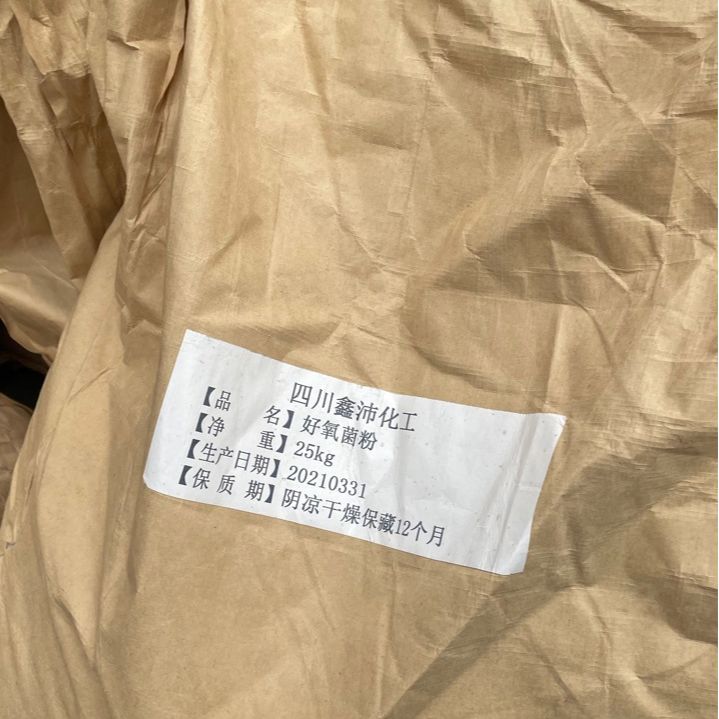 四川鑫沛化工
【品 名】好氧菌粉
【净 重】25kg
【生产日期】20210331
【保 质 期】阴凉干燥保藏12个月